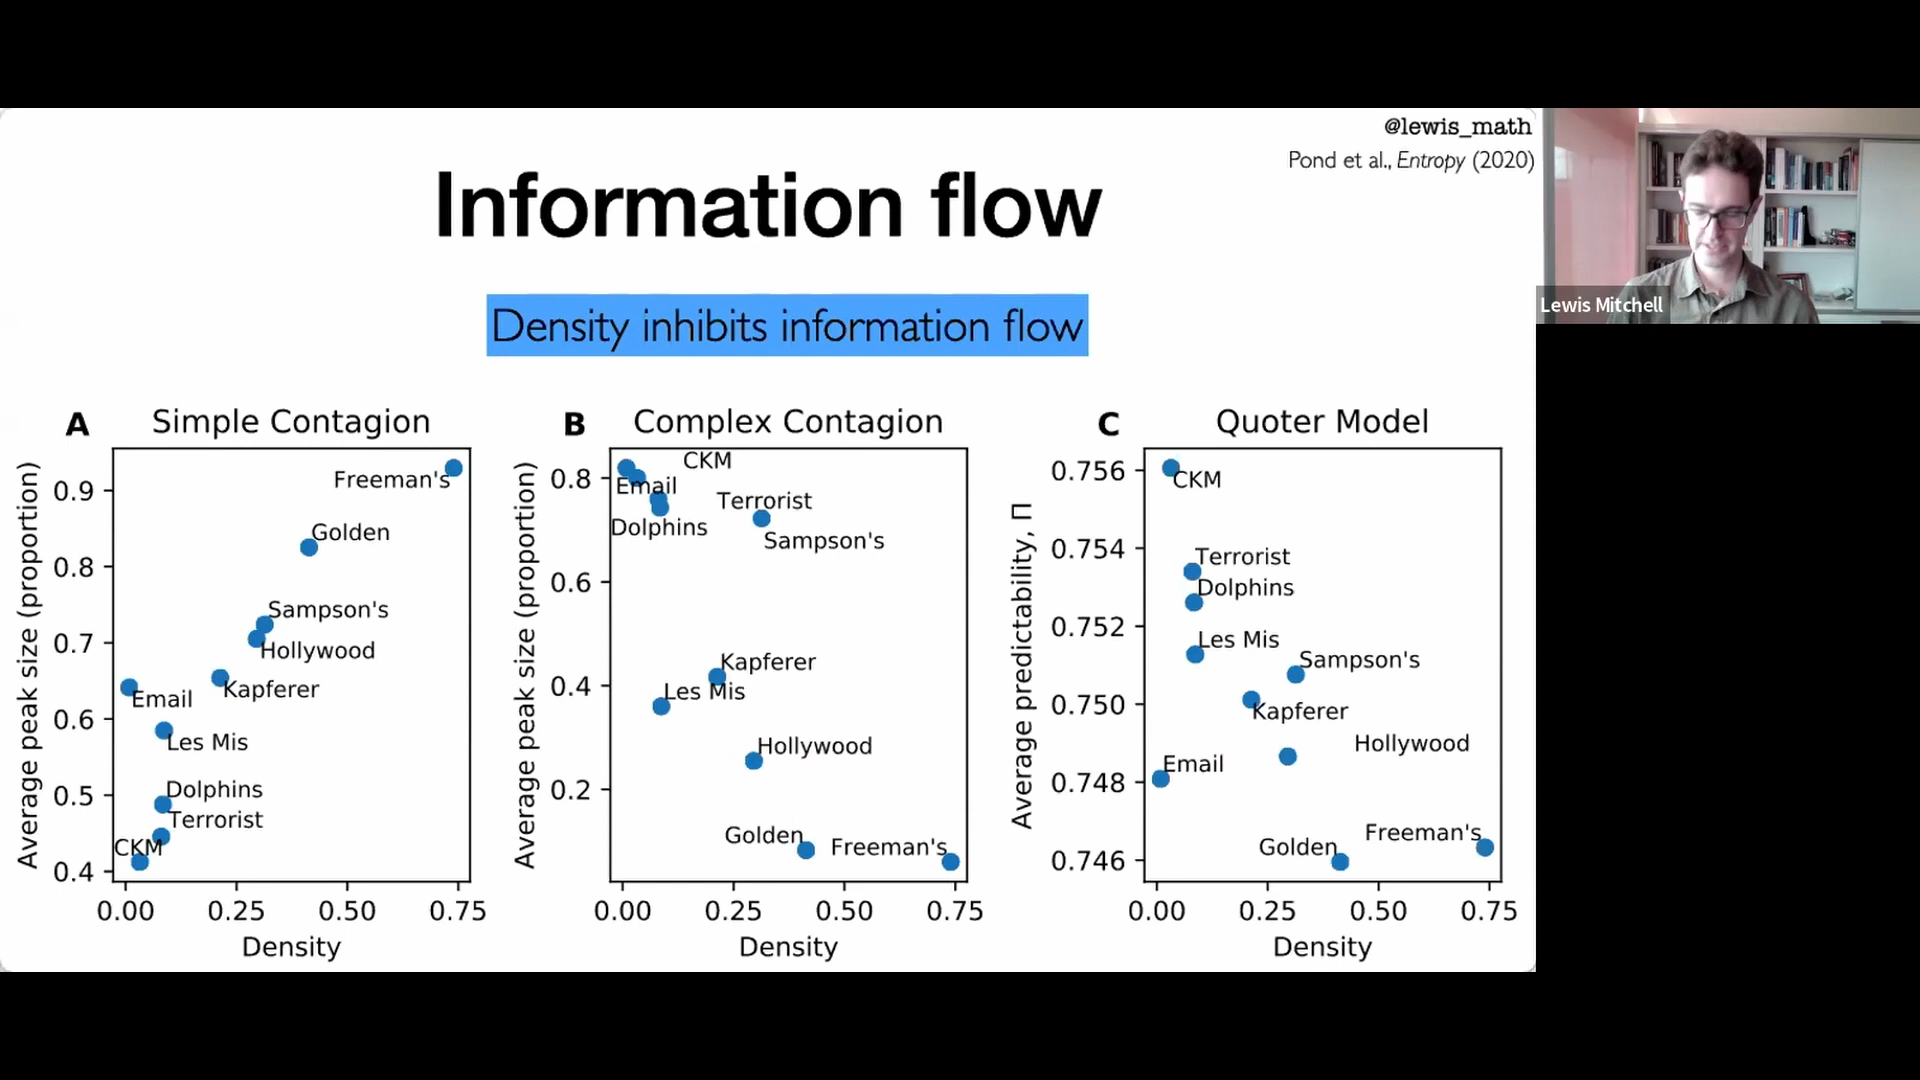 @lewis_math
Pond et al., Entropy (2020)
Information flow
Density inhibits information flow
Lewis Mitchell
A Simple Contagion
Average peak size (proportion)
0.9
0.8
0.7
0.6
0.5
0.4
Freeman's
Golden
Sampson's
Hollywood
Kapferer
Email
Les Mis
Dolphins
Terrorist
CKM
0.00 0.25 0.50 0.75
Density
B Complex Contagion
Average peak size (proportion)
0.8
0.6
0.4
0.2
CKM
Email
Terrorist
Dolphins
Sampson's
Kapferer
Les Mis
Hollywood
Golden
Freeman's
0.00 0.25 0.50 0.75
Density
C Quoter Model
Average predictability, Π
0.756
0.754
0.752
0.750
0.748
0.746
CKM
Terrorist
Dolphins
Les Mis
Sampson's
Kapferer
Hollywood
Email
Freeman's
Golden
0.00 0.25 0.50 0.75
Density